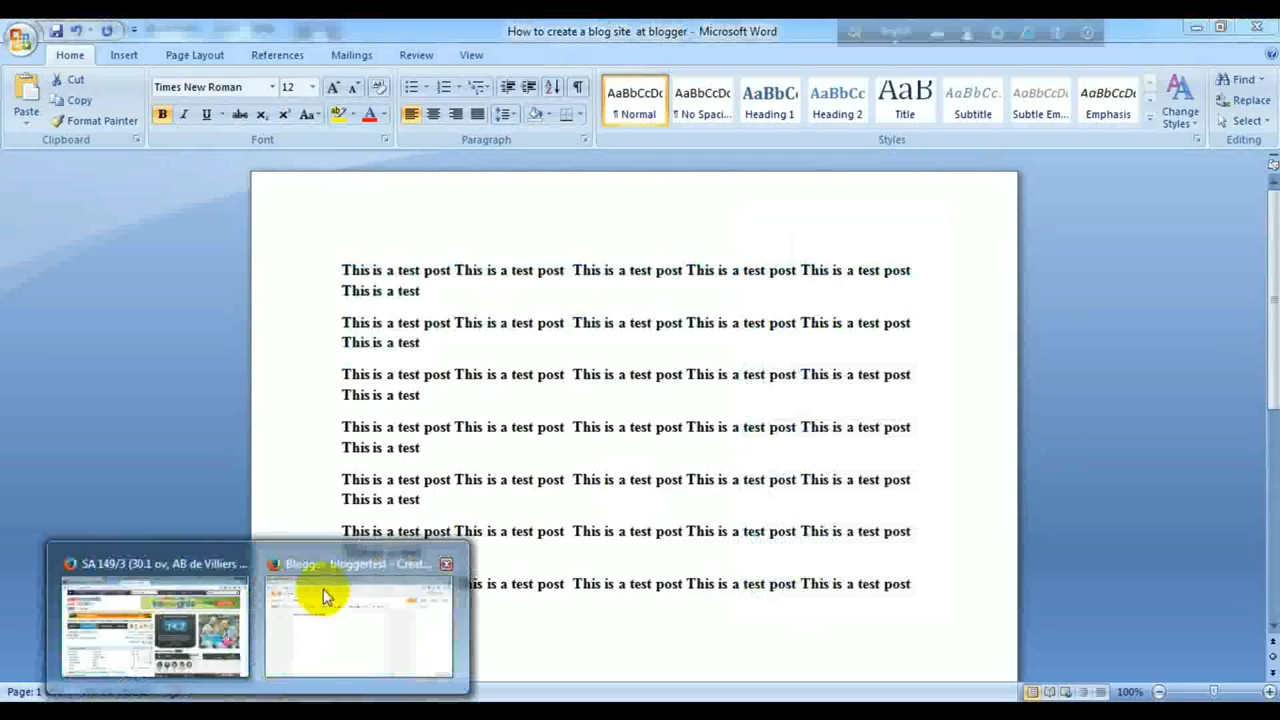 How to create a blog site at blogger - Microsoft Word
Home Insert Page Layout References Mailings Review View
Cut
Copy
Format Painter
Paste
Clipboard
Times New Roman 12
Font
Paragraph
AaBbCcDc AaBbCcDc AaBbC AaBbCc AaB AaBbCc. AaBbCcDc AaBbCcDc
¶ Normal ¶ No Spaci... Heading 1 Heading 2 Title Subtitle Subtle Em... Emphasis
Change Styles
Styles
Find
Replace
Select
Editing
This is a test post This is a test post This is a test post This is a test post This is a test post
This is a test
This is a test post This is a test post This is a test post This is a test post This is a test post
This is a test
This is a test post This is a test post This is a test post This is a test post This is a test post
This is a test
This is a test post This is a test post This is a test post This is a test post This is a test post
This is a test
This is a test post This is a test post This is a test post This is a test post This is a test post
This is a test
This is a test post This is a test post This is a test post This is a test post This is a test post
SA 149/3 (30.1 ov, AB de Villiers ...
Blogger: bloggertest - Creat...
is a test post This is a test post This is a test post This is a test post
Page: 1
100%